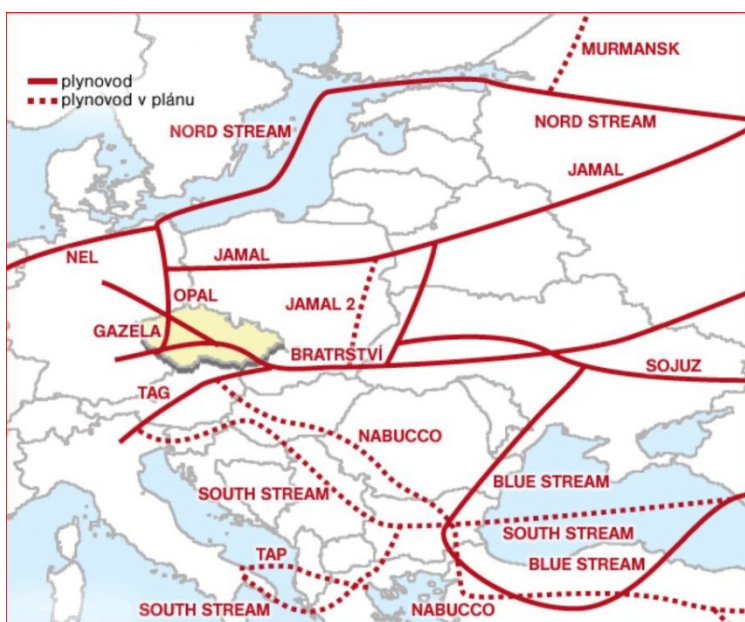 MURMANSK
plynovod
plynovod v plánu
NORD STREAM
NORD STREAM
JAMAL
NEL
JAMAL
OPAL
JAMAL 2
GAZELA
BRATRSTVÍ
SOJUZ
TAG
NABUCCO
BLUE STREAM
SOUTH STREAM
SOUTH STREAM
TAP
BLUE STREAM
SOUTH STREAM
NABUCCO